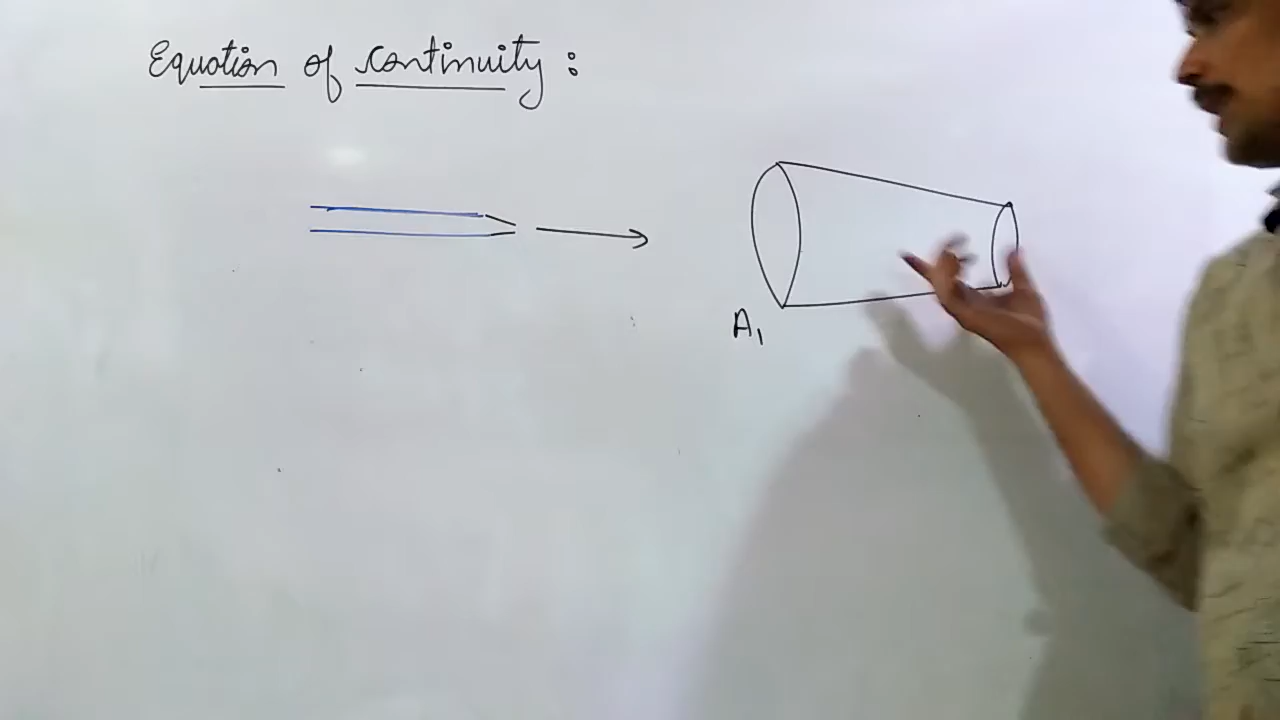 Equation of continuity :
A₁